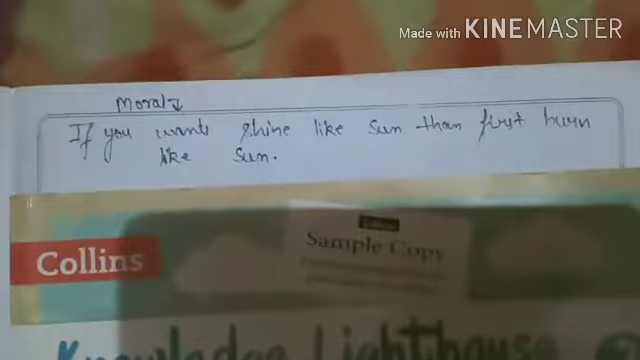 Made with KINEMASTER
Moral
If you wants shine like sun than first burn
like sun.
Collins
Sample Copy
Knowledge Lighthouse